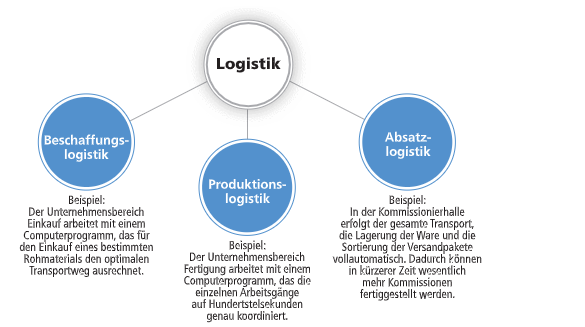 Logistik
Beschaffungs-
logistik
Beispiel:
Der Unternehmensbereich
Einkauf arbeitet mit einem
Computerprogramm, das für
den Einkauf eines bestimmten
Rohmaterials den optimalen
Transportweg ausrechnet.
Produktions-
logistik
Beispiel:
Der Unternehmensbereich
Fertigung arbeitet mit einem
Computerprogramm, das die
einzelnen Arbeitsgänge
auf Hundertstelsekunden
genau koordiniert.
Absatz-
logistik
Beispiel:
In der Kommissionierhalle
erfolgt der gesamte Transport,
die Lagerung der Ware und die
Sortierung der Versandpakete
vollautomatisch. Dadurch können
in kürzerer Zeit wesentlich
mehr Kommissionen
fertiggestellt werden.